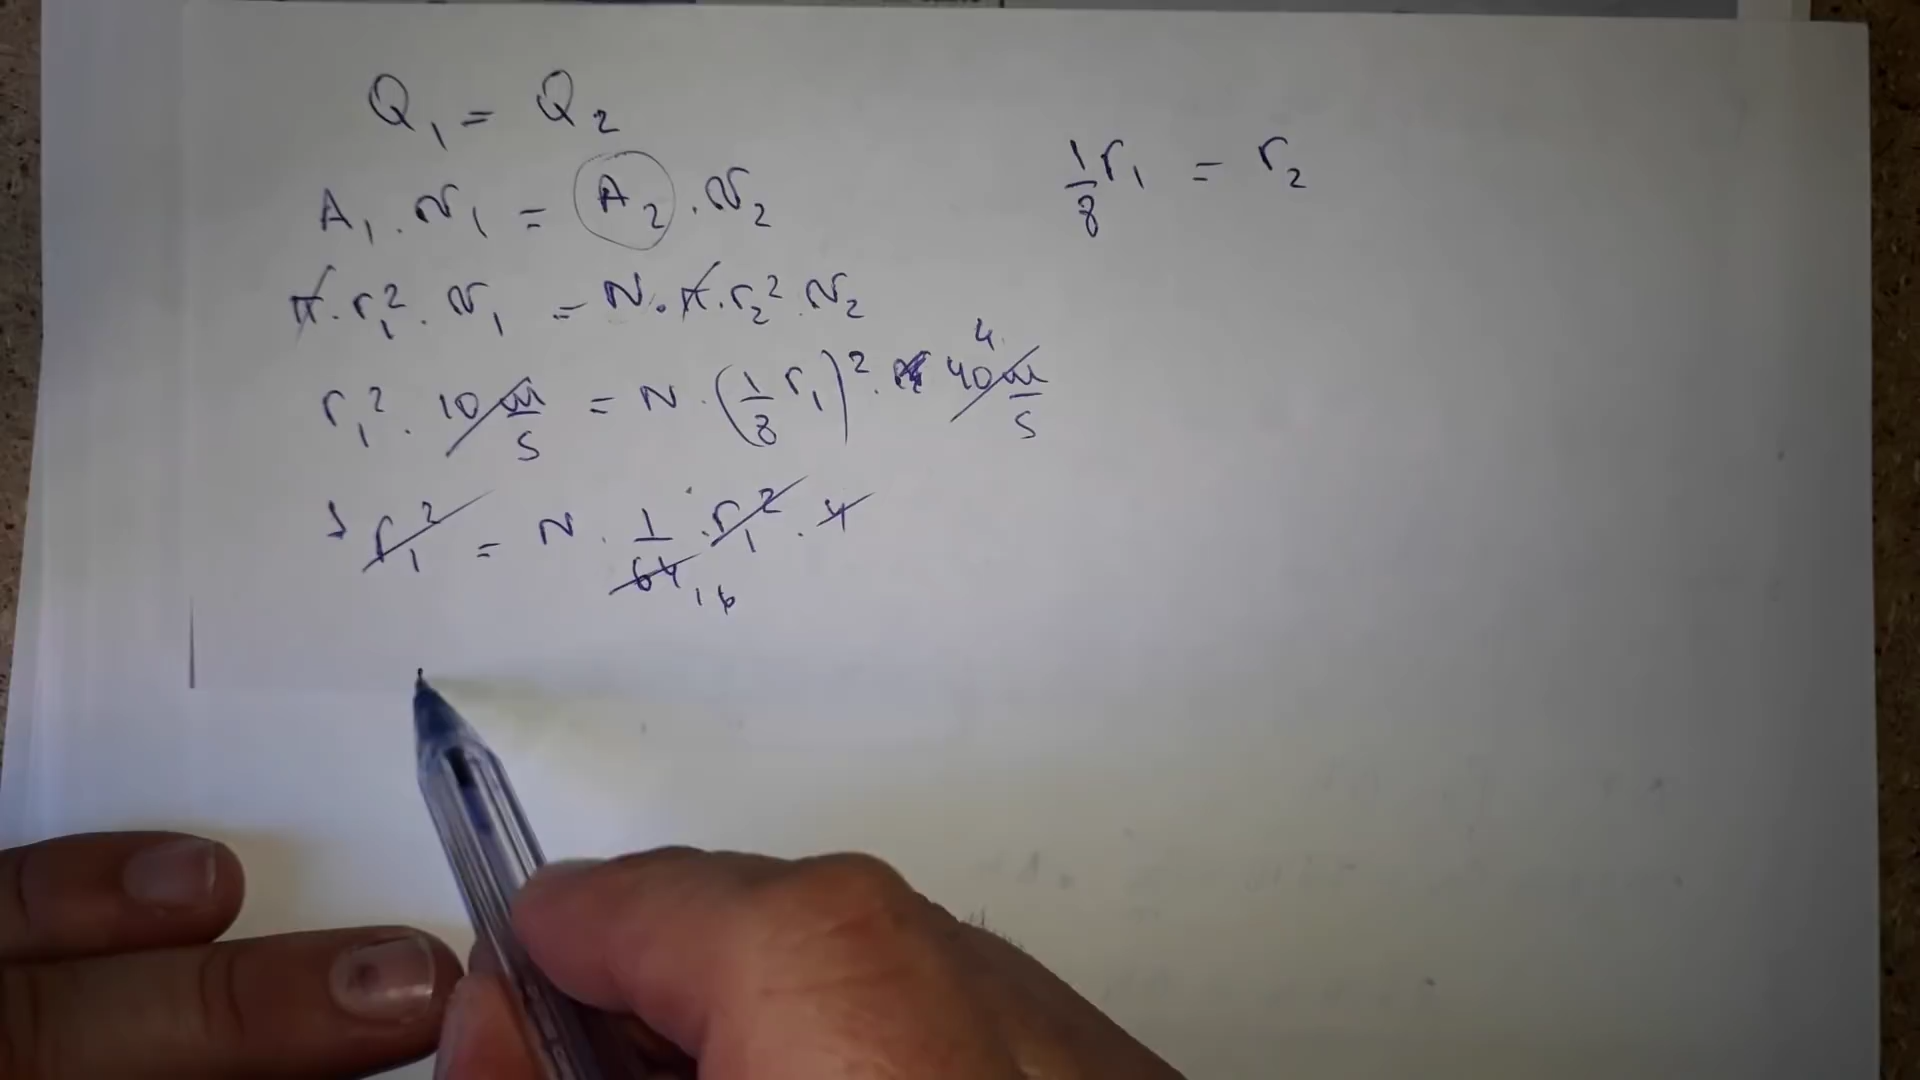 Q₁ = Q₂
1/8 r₁ = r₂
A₁ . v₁ = A₂ . v₂
π . r₁² . v₁ = N . π . r₂² . v₂
r₁² . 10 m/s = N . (1/8 r₁)² . 40 m/s 4
1 r₁² = N . 1/64 . r₁² . 4
16